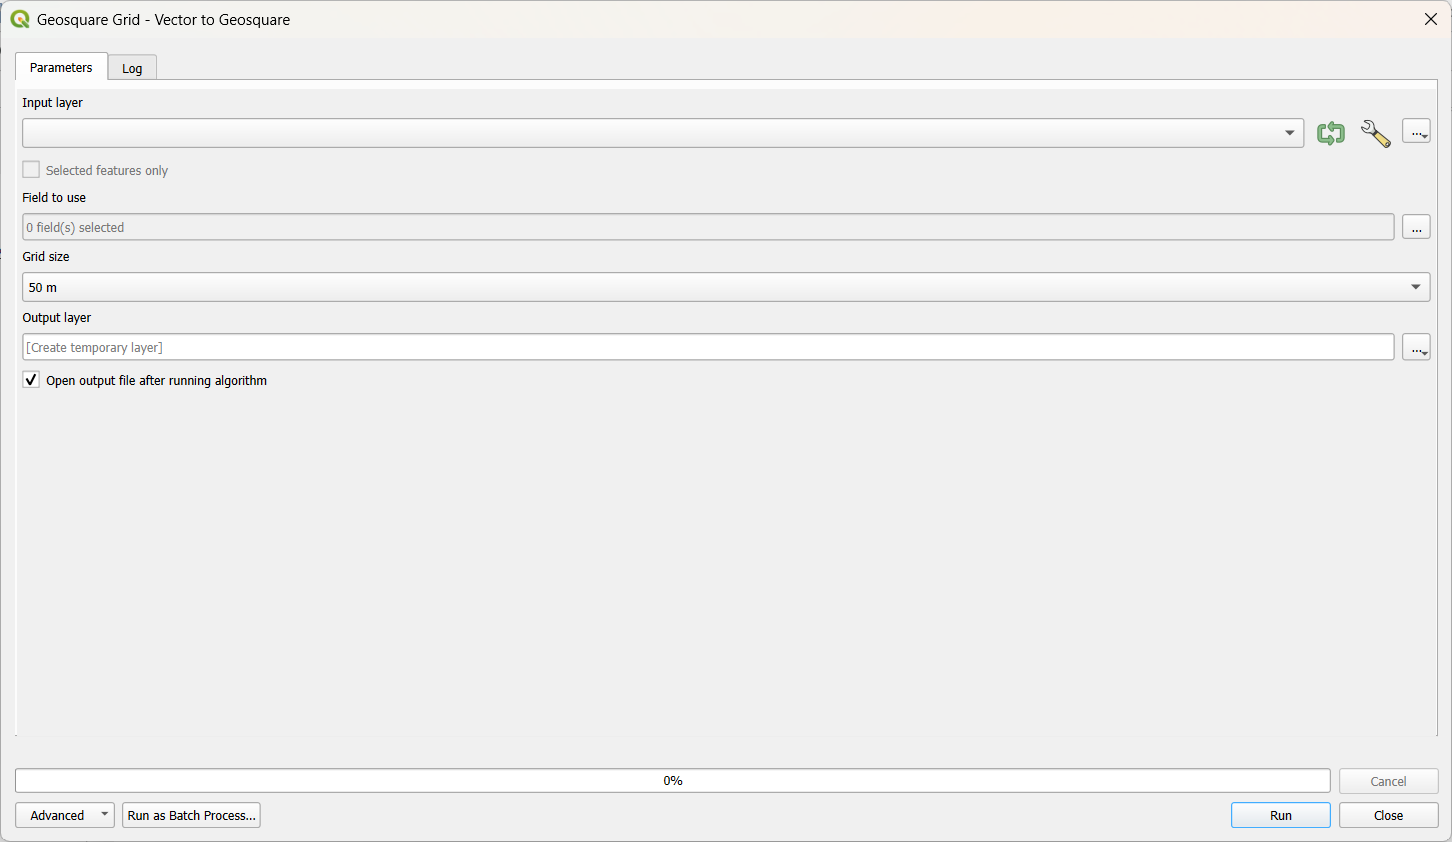 Geosquare Grid - Vector to Geosquare
Parameters
Log
Input layer
...
Selected features only
Field to use
0 field(s) selected
...
Grid size
50 m
Output layer
[Create temporary layer]
...
Open output file after running algorithm
0%
Cancel
Advanced
Run as Batch Process...
Run
Close